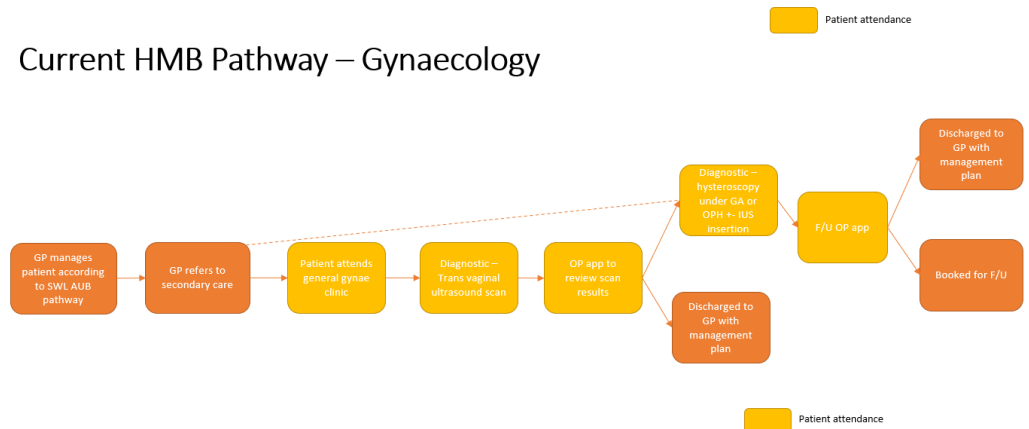 Patient attendance
Current HMB Pathway – Gynaecology
GP manages
patient according
to SWL AUB
pathway
GP refers to
secondary care
Patient attends
general gynae
clinic
Diagnostic –
Trans vaginal
ultrasound scan
OP app to
review scan
results
Diagnostic –
hysteroscopy
under GA or
OPH +- IUS
insertion
Discharged to
GP with
management
plan
F/U OP app
Discharged to
GP with
management
plan
Booked for F/U
Patient attendance